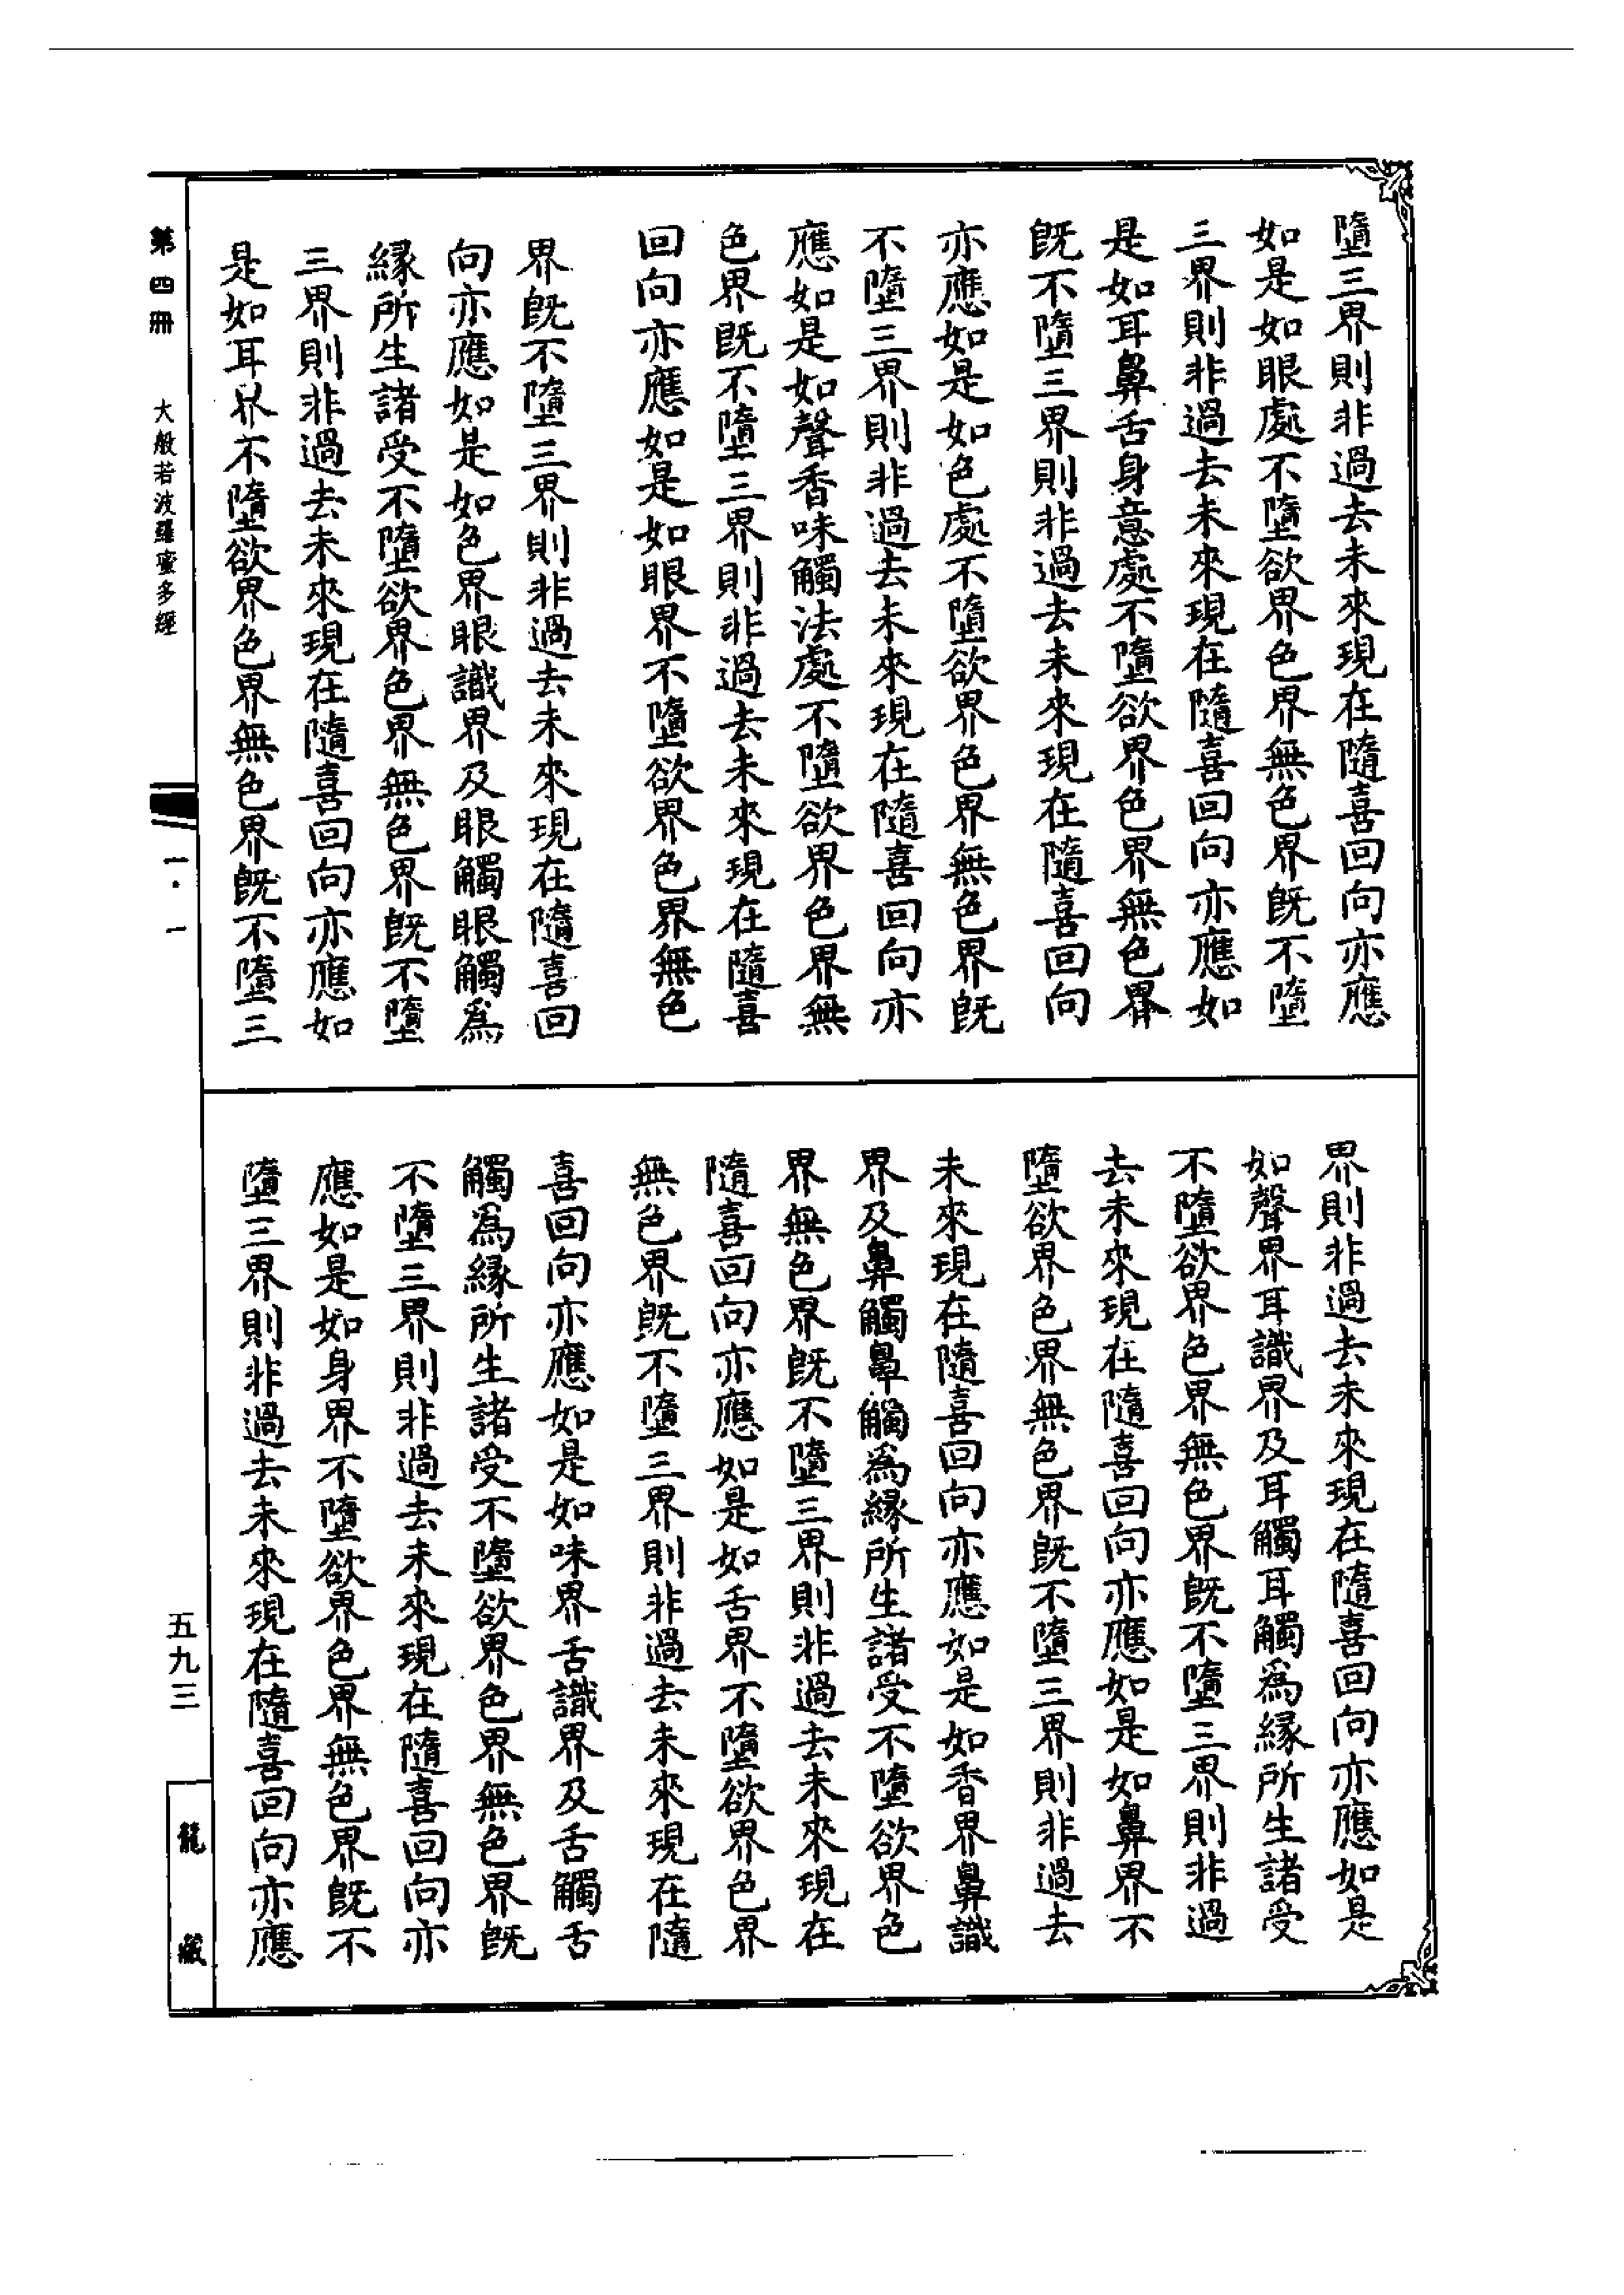 墮三界則非過去未來現在隨喜回向亦應
如是如眼處不墮欲界色界無色界旣不墮
三界則非過去未來現在隨喜回向亦應如
是如耳鼻舌身意處不墮欲界色界無色界
旣不墮三界則非過去未來現在隨喜回向
亦應如是如色處不墮欲界色界無色界旣
不墮三界則非過去未來現在隨喜回向亦
應如是如聲香味觸法處不墮欲界色界無
色界旣不墮三界則非過去未來現在隨喜
回向亦應如是如眼界不墮欲界色界無色
界旣不墮三界則非過去未來現在隨喜回
向亦應如是如色界眼識界及眼觸眼觸爲
緣所生諸受不墮欲界色界無色界旣不墮
三界則非過去未來現在隨喜回向亦應如
是如耳界不墮欲界色界無色界旣不墮三
界則非過去未來現在隨喜回向亦應如是
如聲界耳識界及耳觸耳觸爲緣所生諸受
不墮欲界色界無色界旣不墮三界則非過
去未來現在隨喜回向亦應如是如鼻界不
墮欲界色界無色界旣不墮三界則非過去
未來現在隨喜回向亦應如是如香界鼻識
界及鼻觸鼻觸爲緣所生諸受不墮欲界色
界無色界旣不墮三界則非過去未來現在
隨喜回向亦應如是如舌界不墮欲界色界
無色界旣不墮三界則非過去未來現在隨
喜回向亦應如是如味界舌識界及舌觸舌
觸爲緣所生諸受不墮欲界色界無色界旣
不墮三界則非過去未來現在隨喜回向亦
應如是如身界不墮欲界色界無色界旣不
墮三界則非過去未來現在隨喜回向亦應
第四冊 大般若波羅蜜多經
一·一
五九三
龍藏